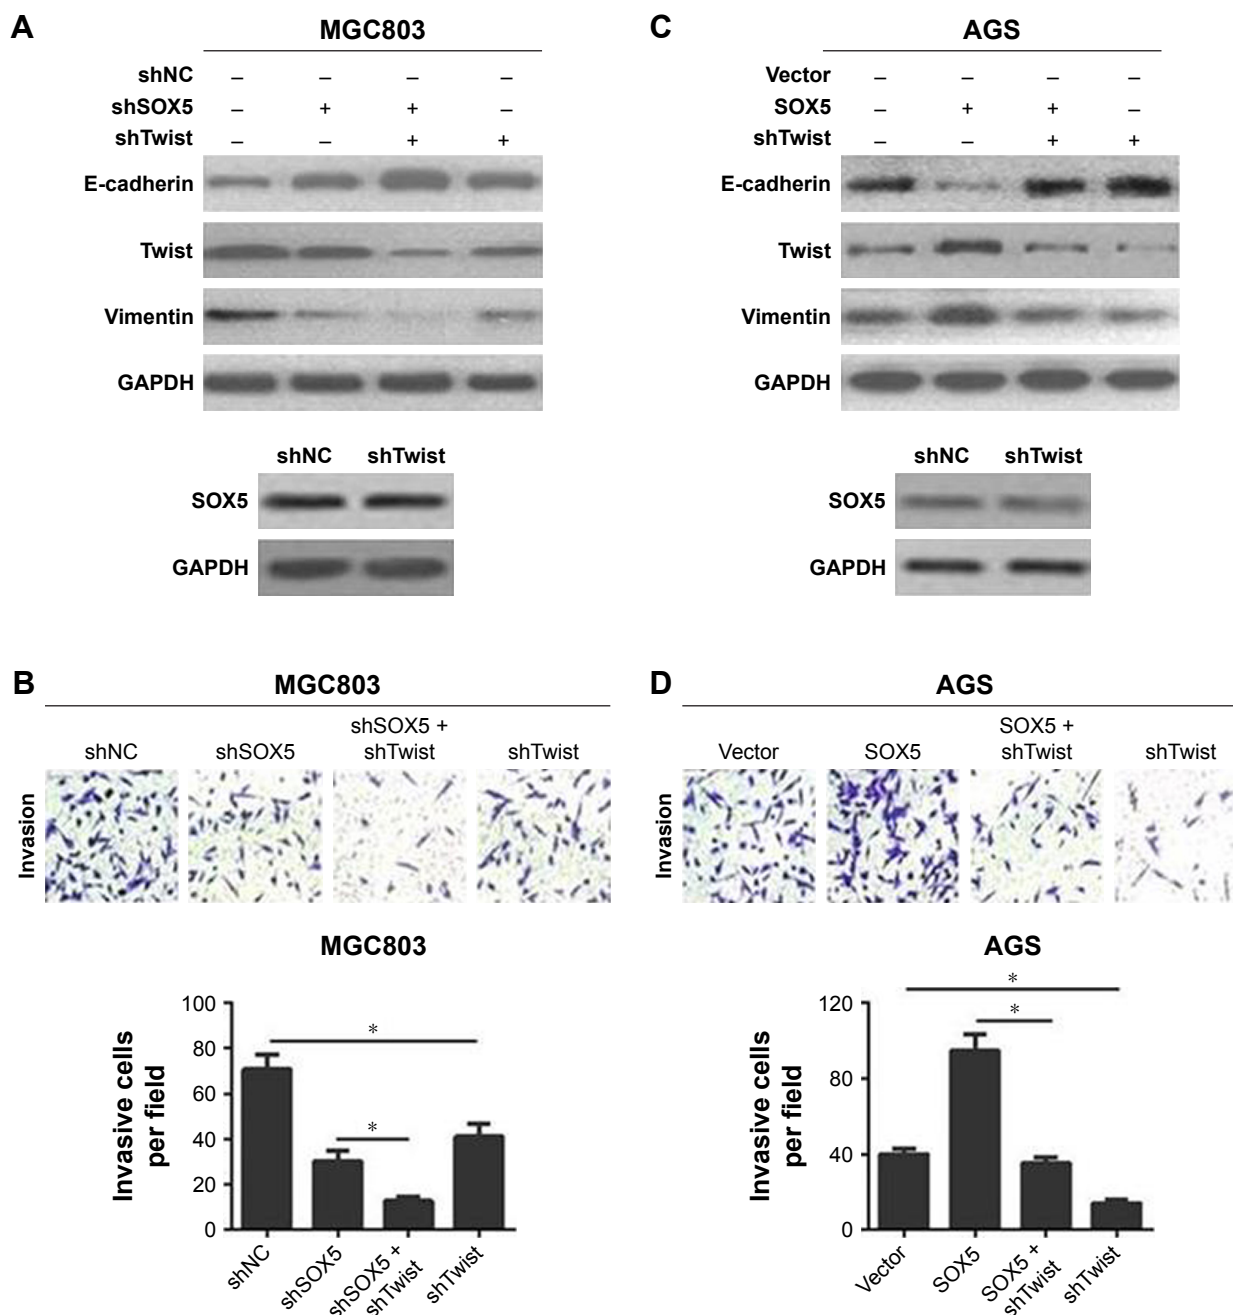 A
MGC803
shNC – – – –
shSOX5 – + + –
shTwist – – + +
E-cadherin
Twist
Vimentin
GAPDH
shNC shTwist
SOX5
GAPDH
C
AGS
Vector – – – –
SOX5 – + + –
shTwist – – + +
E-cadherin
Twist
Vimentin
GAPDH
shNC shTwist
SOX5
GAPDH
B
MGC803
shNC shSOX5 shSOX5 + shTwist shTwist
Invasion
MGC803
Invasive cells
per field
100
80
60
40
20
0
*
*
shNC
shSOX5
shSOX5 +
shTwist
shTwist
D
AGS
Vector SOX5 SOX5 + shTwist shTwist
Invasion
AGS
Invasive cells
per field
120
80
40
0
*
*
Vector
SOX5
SOX5 +
shTwist
shTwist